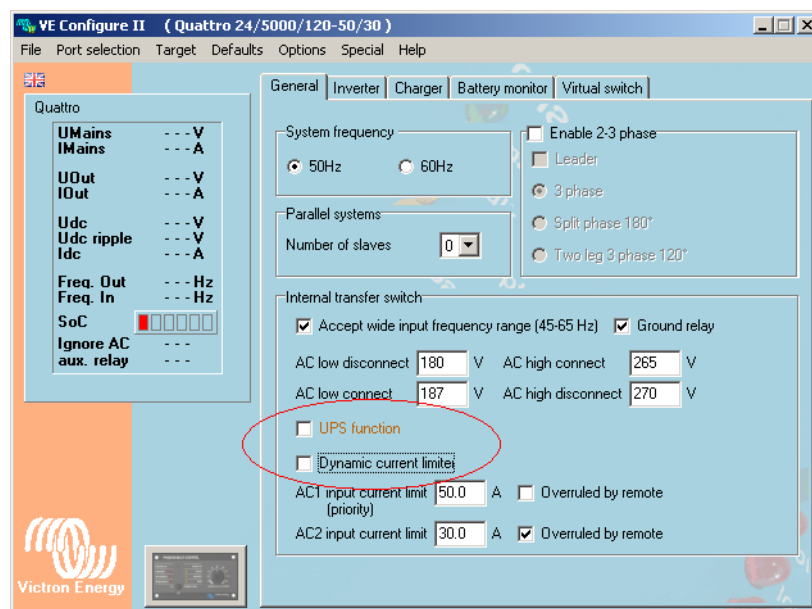 VE Configure II ( Quattro 24/5000/120-50/30 )
File Port selection Target Defaults Options Special Help
General Inverter Charger Battery monitor Virtual switch
Quattro
UMains - - - V
IMains - - - A
UOut - - - V
IOut - - - A
Udc - - - V
Udc ripple - - - V
Idc - - - A
Freq. Out - - - Hz
Freq. In - - - Hz
SoC
Ignore AC - - -
aux. relay - - -
System frequency
50Hz 60Hz
Parallel systems
Number of slaves 0
Enable 2-3 phase
Leader
3 phase
Split phase 180°
Two leg 3 phase 120°
Internal transfer switch
Accept wide input frequency range (45-65 Hz) Ground relay
AC low disconnect 180 V AC high connect 265 V
AC low connect 187 V AC high disconnect 270 V
UPS function
Dynamic current limiter
AC1 input current limit 50.0 A Overruled by remote
(priority)
AC2 input current limit 30.0 A Overruled by remote
Victron Energy